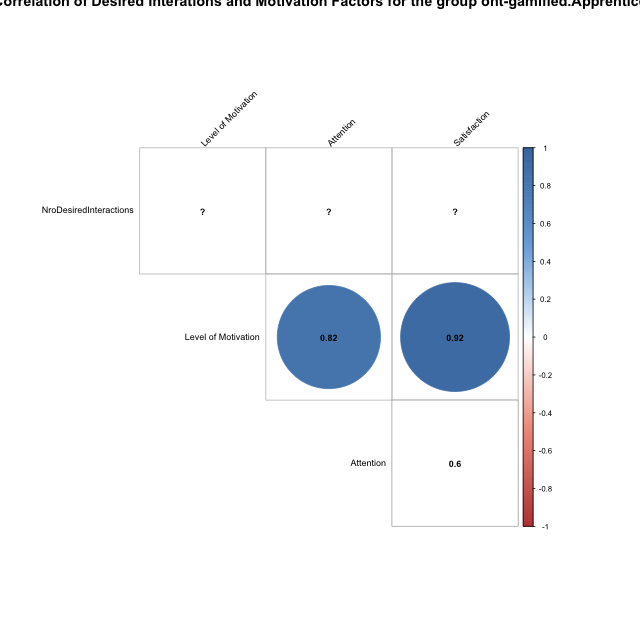 Correlation of Desired Interations and Motivation Factors for the group ont-gamified.Apprentice
Level of Motivation
Attention
Satisfaction
NroDesiredInteractions
? ? ?
Level of Motivation
0.82 0.92
Attention
0.6
1
0.8
0.6
0.4
0.2
0
-0.2
-0.4
-0.6
-0.8
-1